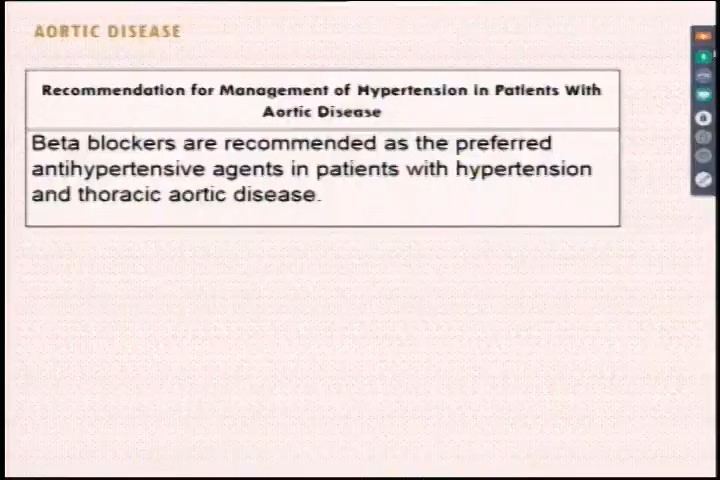 AORTIC DISEASE
Recommendation for Management of Hypertension in Patients With
Aortic Disease
Beta blockers are recommended as the preferred
antihypertensive agents in patients with hypertension
and thoracic aortic disease.